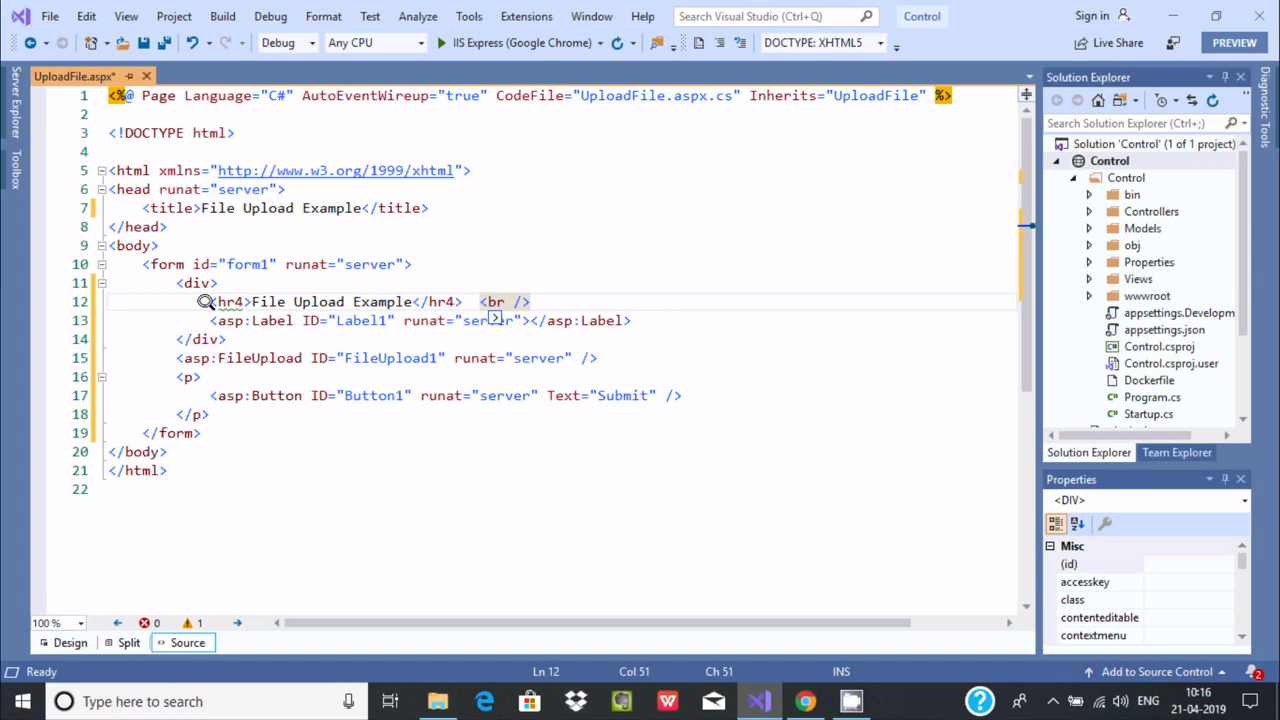 File Edit View Project Build Debug Format Test Analyze Tools Extensions Window Help Search Visual Studio (Ctrl+Q) Control Sign in
Debug Any CPU IIS Express (Google Chrome) DOCTYPE: XHTML5 Live Share PREVIEW
Server Explorer
Toolbox
UploadFile.aspx*
1 <%@ Page Language="C#" AutoEventWireup="true" CodeFile="UploadFile.aspx.cs" Inherits="UploadFile" %>
2
3 <!DOCTYPE html>
4
5 <html xmlns="http://www.w3.org/1999/xhtml">
6 <head runat="server">
7 <title>File Upload Example</title>
8 </head>
9 <body>
10 <form id="form1" runat="server">
11 <div>
12 <hr4>File Upload Example</hr4> <br />
13 <asp:Label ID="Label1" runat="server"></asp:Label>
14 </div>
15 <asp:FileUpload ID="FileUpload1" runat="server" />
16 <p>
17 <asp:Button ID="Button1" runat="server" Text="Submit" />
18 </p>
19 </form>
20 </body>
21 </html>
22
100 % 0 1
Design Split Source
Solution Explorer
Search Solution Explorer (Ctrl+;)
Solution 'Control' (1 of 1 project)
Control
Control
bin
Controllers
Models
obj
Properties
Views
wwwroot
appsettings.Developm
appsettings.json
Control.csproj
Control.csproj.user
Dockerfile
Program.cs
Startup.cs
Solution Explorer Team Explorer
Properties
<DIV>
Misc
(id)
accesskey
class
contenteditable
contextmenu
Diagnostic Tools
Ready Ln 12 Col 51 Ch 51 INS Add to Source Control 2
Type here to search ENG 10:16
21-04-2019